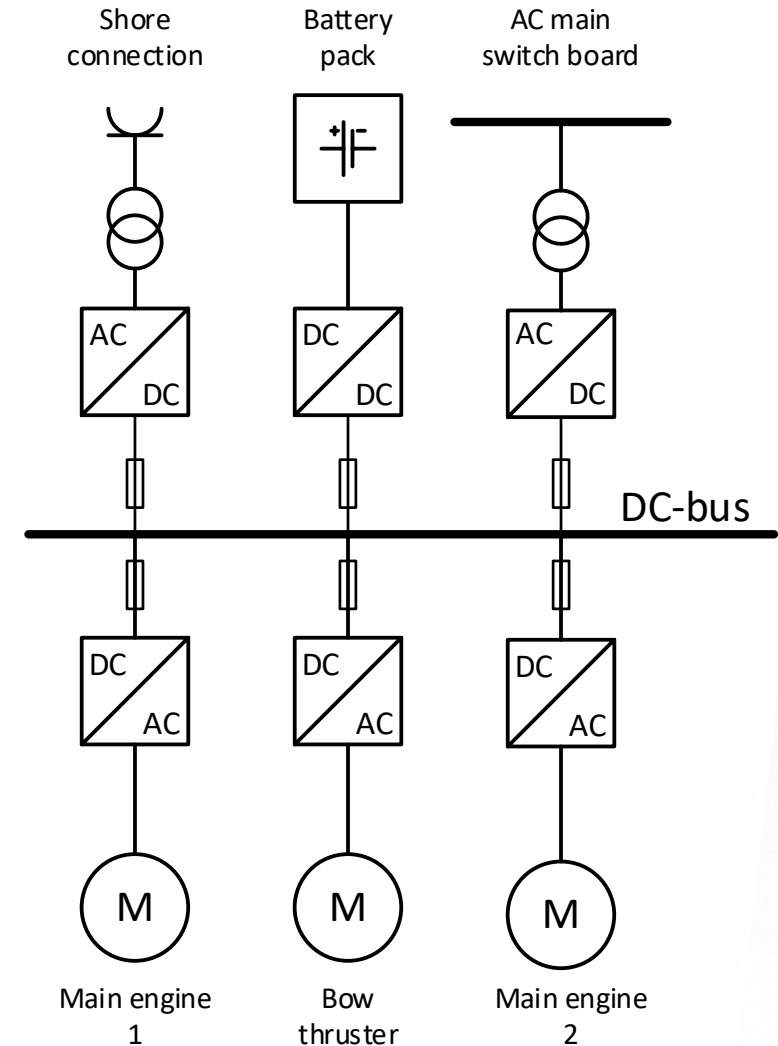 Shore
connection
Battery
pack
AC main
switch board
+ -
AC
DC
DC
DC
AC
DC
DC-bus
DC
AC
DC
AC
DC
AC
M
M
M
Main engine
1
Bow
thruster
Main engine
2